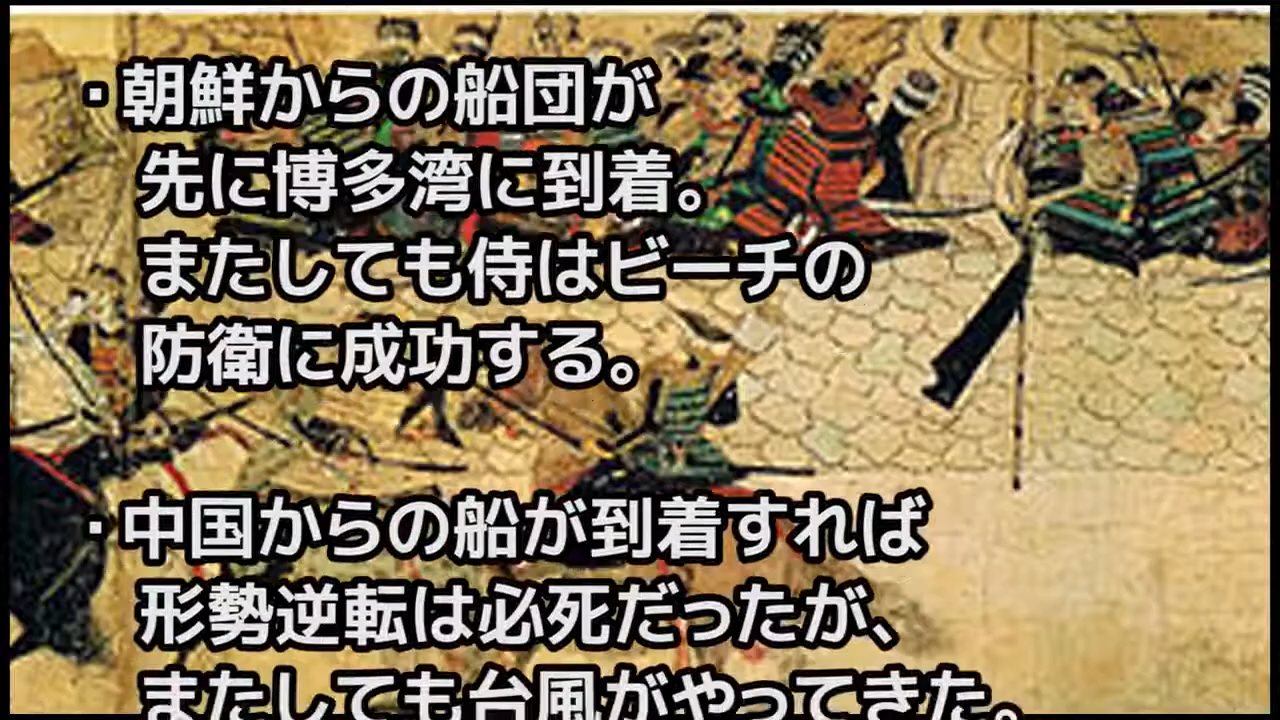 ・朝鮮からの船団が
先に博多湾に到着。
またしても侍はビーチの
防衛に成功する。
・中国からの船が到着すれば
形勢逆転は必死だったが、
またしても台風がやってきた。